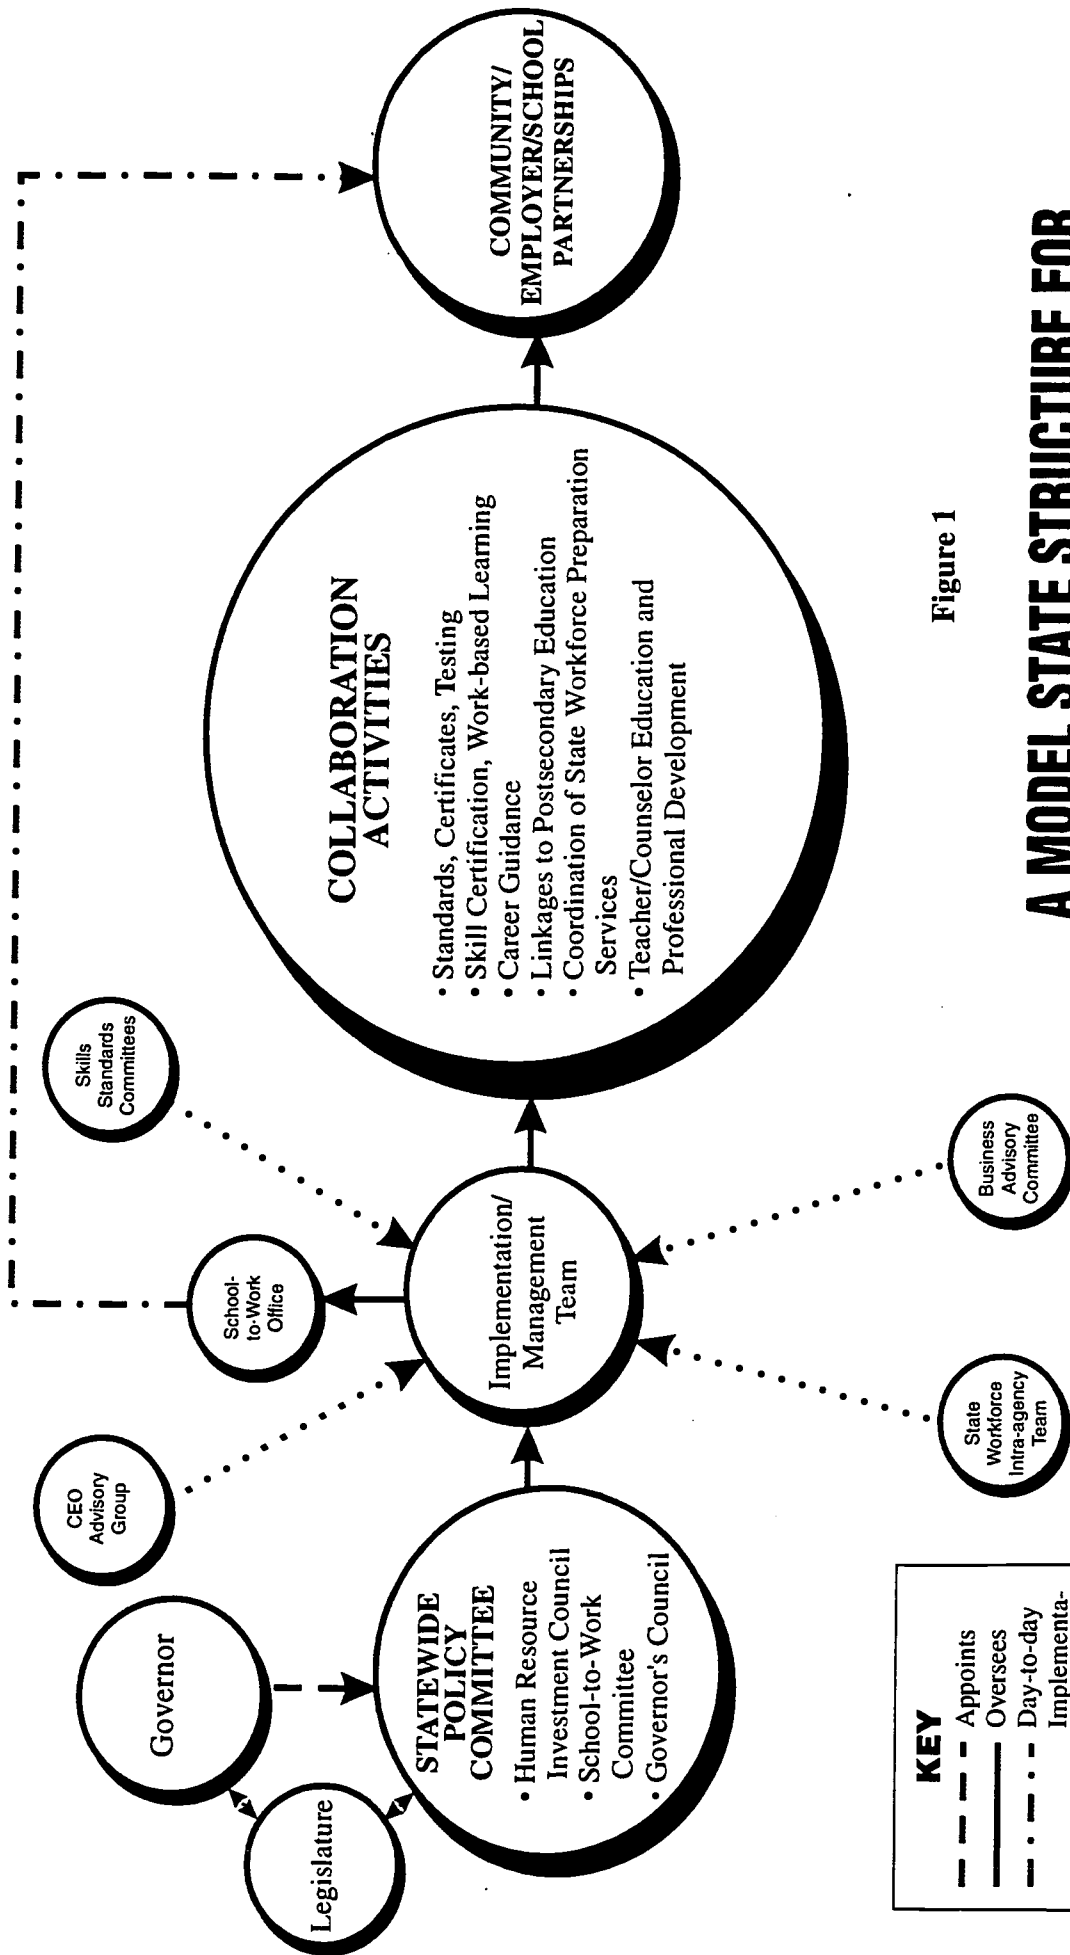 Governor
Legislature
STATEWIDE
POLICY
COMMITTEE
• Human Resource
Investment Council
• School-to-Work
Committee
• Governor's Council
CEO
Advisory
Group
School-
to-Work
Office
Skills
Standards
Committees
Implementation/
Management
Team
State
Workforce
Intra-agency
Team
Business
Advisory
Committee
COLLABORATION
ACTIVITIES
• Standards, Certificates, Testing
• Skill Certification, Work-based Learning
• Career Guidance
• Linkages to Postsecondary Education
• Coordination of State Workforce Preparation
Services
• Teacher/Counselor Education and
Professional Development
COMMUNITY/
EMPLOYER/SCHOOL
PARTNERSHIPS
KEY
Appoints
Oversees
Day-to-day
Implementa-
Figure 1
A MODEL STATE STRUCTURE FOR